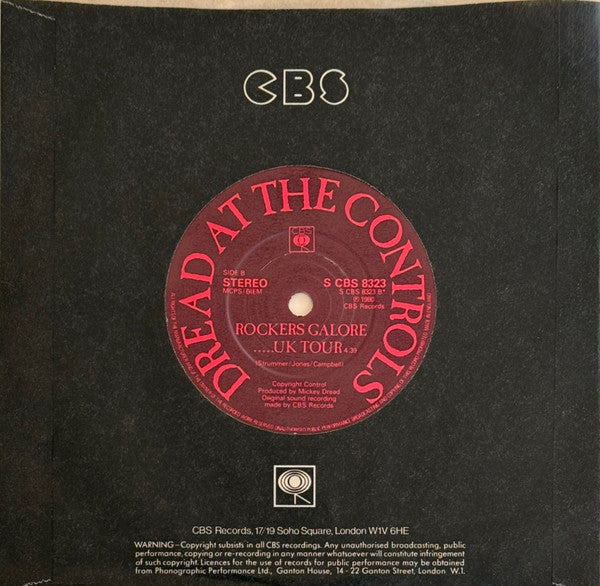 CBS
DREAD AT THE CONTROLS
CBS
SIDE B
STEREO
MCPS/BIEM
S CBS 8323
S CBS 8323 B*
℗ 1980
CBS Records
ROCKERS GALORE
.....UK TOUR 4.39
(Strummer/Jones/Campbell)
Copyright Control
Produced by Mickey Dread
Original sound recording
made by CBS Records
CBS Records, 17/19 Soho Square, London W1V 6HE
WARNING–Copyright subsists in all CBS recordings. Any unauthorised broadcasting, public
performance, copying or re-recording in any manner whatsoever will constitute infringement
of such copyright. Licences for the use of records for public performance may be obtained
from Phonographic Performance Ltd., Ganton House, 14 - 22 Ganton Street, London W.1.